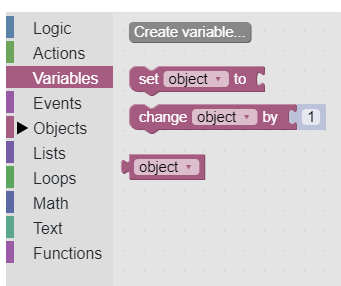 Logic
Actions
Variables
Events
Objects
Lists
Loops
Math
Text
Functions
Create variable...
set object to
change object by 1
object